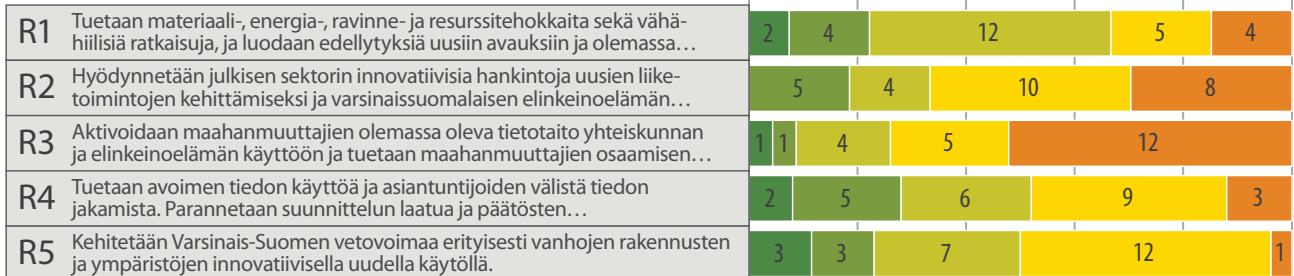 R1 Tuetaan materiaali-, energia-, ravinne- ja resurssitehokkaita sekä vähä-
hiilisiä ratkaisuja, ja luodaan edellytyksiä uusiin avauksiin ja olemassa…
2 4 12 5 4
R2 Hyödynnetään julkisen sektorin innovatiivisia hankintoja uusien liike-
toimintojen kehittämiseksi ja varsinaissuomalaisen elinkeinoelämän…
5 4 10 8
R3 Aktivoidaan maahanmuuttajien olemassa oleva tietotaito yhteiskunnan
ja elinkeinoelämän käyttöön ja tuetaan maahanmuuttajien osaamisen…
1 1 4 5 12
R4 Tuetaan avoimen tiedon käyttöä ja asiantuntijoiden välistä tiedon
jakamista. Parannetaan suunnittelun laatua ja päätösten…
2 5 6 9 3
R5 Kehitetään Varsinais-Suomen vetovoimaa erityisesti vanhojen rakennusten
ja ympäristöjen innovatiivisella uudella käytöllä.
3 3 7 12 1